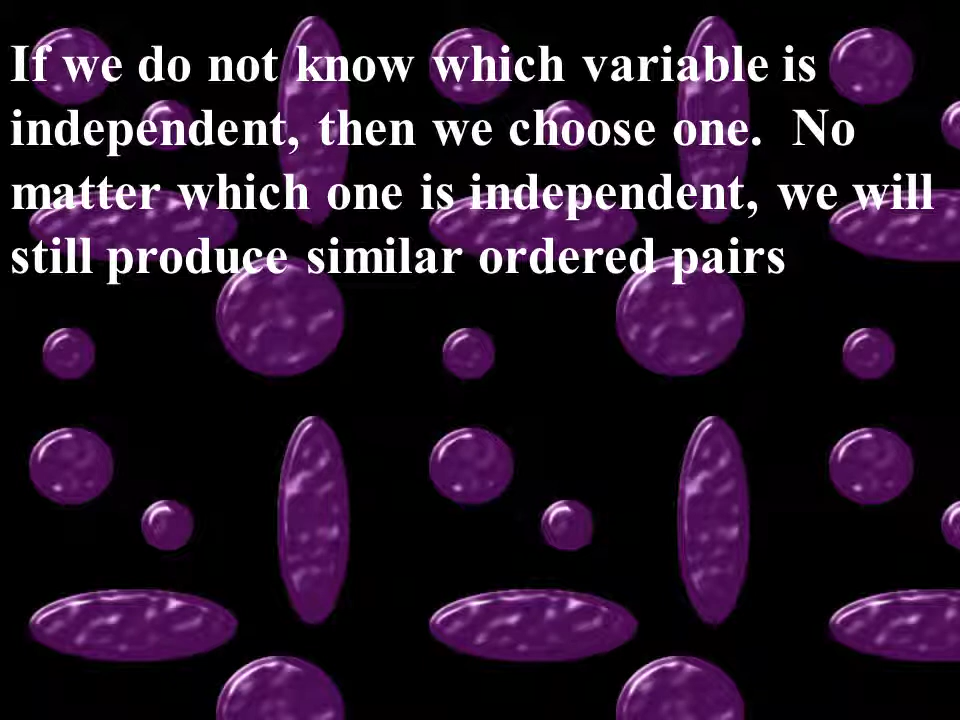 If we do not know which variable is
independent, then we choose one.  No
matter which one is independent, we will
still produce similar ordered pairs